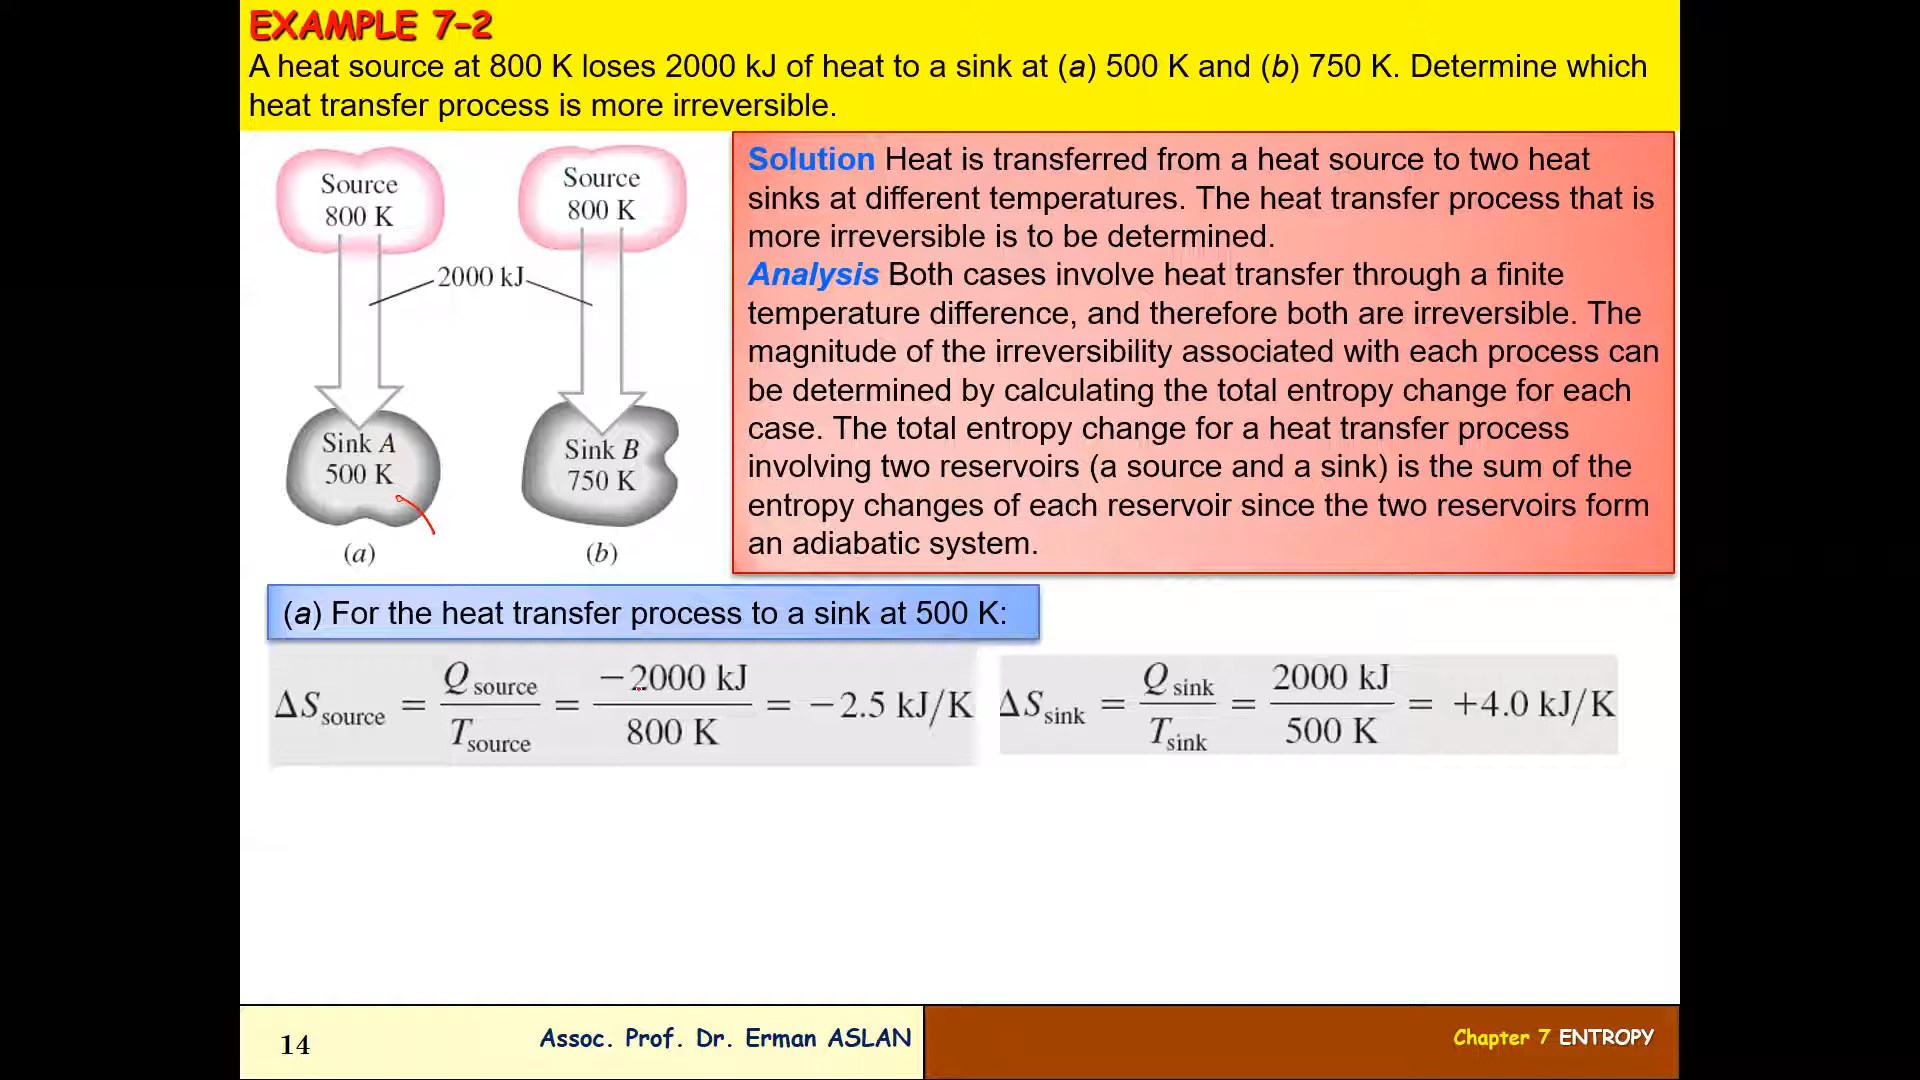 EXAMPLE 7-2
A heat source at 800 K loses 2000 kJ of heat to a sink at (a) 500 K and (b) 750 K. Determine which
heat transfer process is more irreversible.
Source
800 K
Source
800 K
2000 kJ
Sink A
500 K
Sink B
750 K
(a)
(b)
Solution Heat is transferred from a heat source to two heat
sinks at different temperatures. The heat transfer process that is
more irreversible is to be determined.
Analysis Both cases involve heat transfer through a finite
temperature difference, and therefore both are irreversible. The
magnitude of the irreversibility associated with each process can
be determined by calculating the total entropy change for each
case. The total entropy change for a heat transfer process
involving two reservoirs (a source and a sink) is the sum of the
entropy changes of each reservoir since the two reservoirs form
an adiabatic system.
(a) For the heat transfer process to a sink at 500 K:
ΔS source = Q source / T source = −2000 kJ / 800 K = −2.5 kJ/K
ΔS sink = Q sink / T sink = 2000 kJ / 500 K = +4.0 kJ/K
14
Assoc. Prof. Dr. Erman ASLAN
Chapter 7 ENTROPY